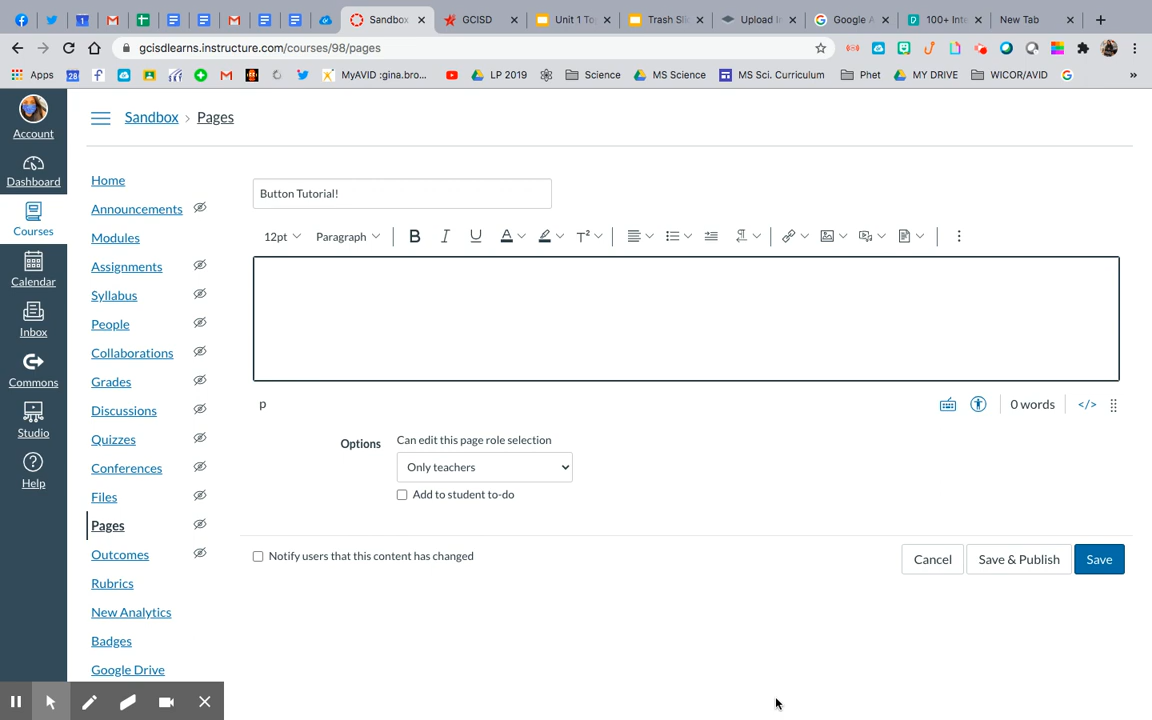 Sandbox
GCISD
Unit 1 To
Trash Sli
Upload In
Google A
100+ Inte
New Tab
gcisdlearns.instructure.com/courses/98/pages
Apps
28
MyAVID :gina.bro...
LP 2019
Science
MS Science
MS Sci. Curriculum
Phet
MY DRIVE
WICOR/AVID
»
Account
Dashboard
Courses
Calendar
Inbox
Commons
Studio
Help
Sandbox › Pages
Home
Announcements
Modules
Assignments
Syllabus
People
Collaborations
Grades
Discussions
Quizzes
Conferences
Files
Pages
Outcomes
Rubrics
New Analytics
Badges
Google Drive
Button Tutorial!
12pt Paragraph B I U A T²
p
0 words </>
Options
Can edit this page role selection
Only teachers
Add to student to-do
Notify users that this content has changed
Cancel Save & Publish Save